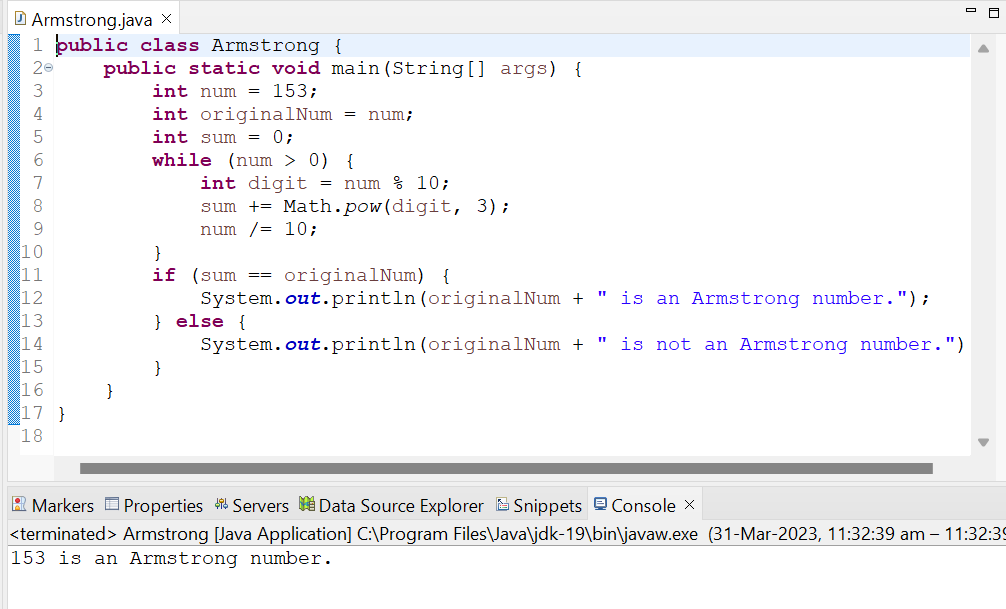 Armstrong.java
1 public class Armstrong {
2 public static void main(String[] args) {
3 int num = 153;
4 int originalNum = num;
5 int sum = 0;
6 while (num > 0) {
7 int digit = num % 10;
8 sum += Math.pow(digit, 3);
9 num /= 10;
10 }
11 if (sum == originalNum) {
12 System.out.println(originalNum + " is an Armstrong number.");
13 } else {
14 System.out.println(originalNum + " is not an Armstrong number.")
15 }
16 }
17 }
18
Markers Properties Servers Data Source Explorer Snippets Console
<terminated> Armstrong [Java Application] C:\Program Files\Java\jdk-19\bin\javaw.exe (31-Mar-2023, 11:32:39 am – 11:32:39
153 is an Armstrong number.